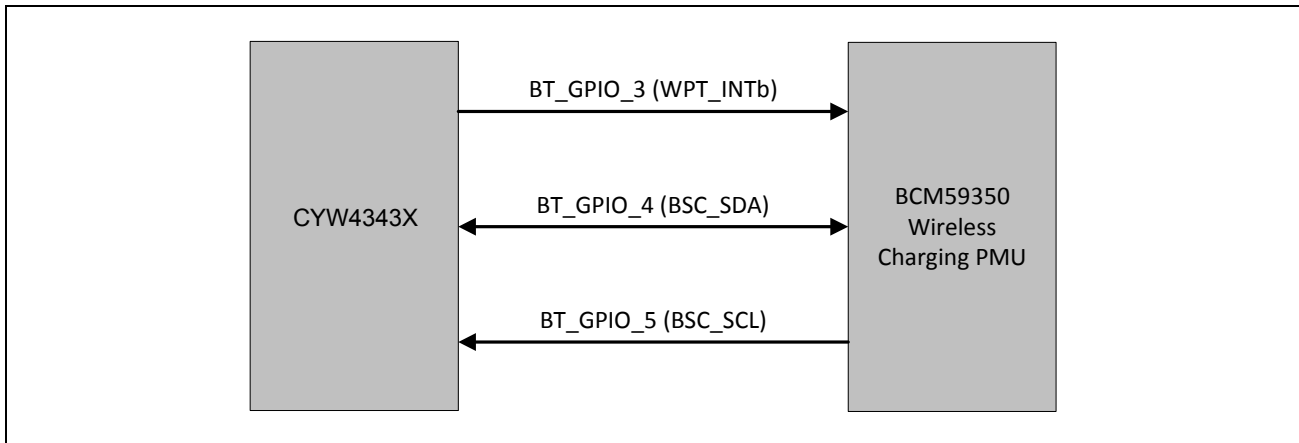 BT_GPIO_3 (WPT_INTb)
CYW4343X
BT_GPIO_4 (BSC_SDA)
BCM59350
Wireless
Charging PMU
BT_GPIO_5 (BSC_SCL)